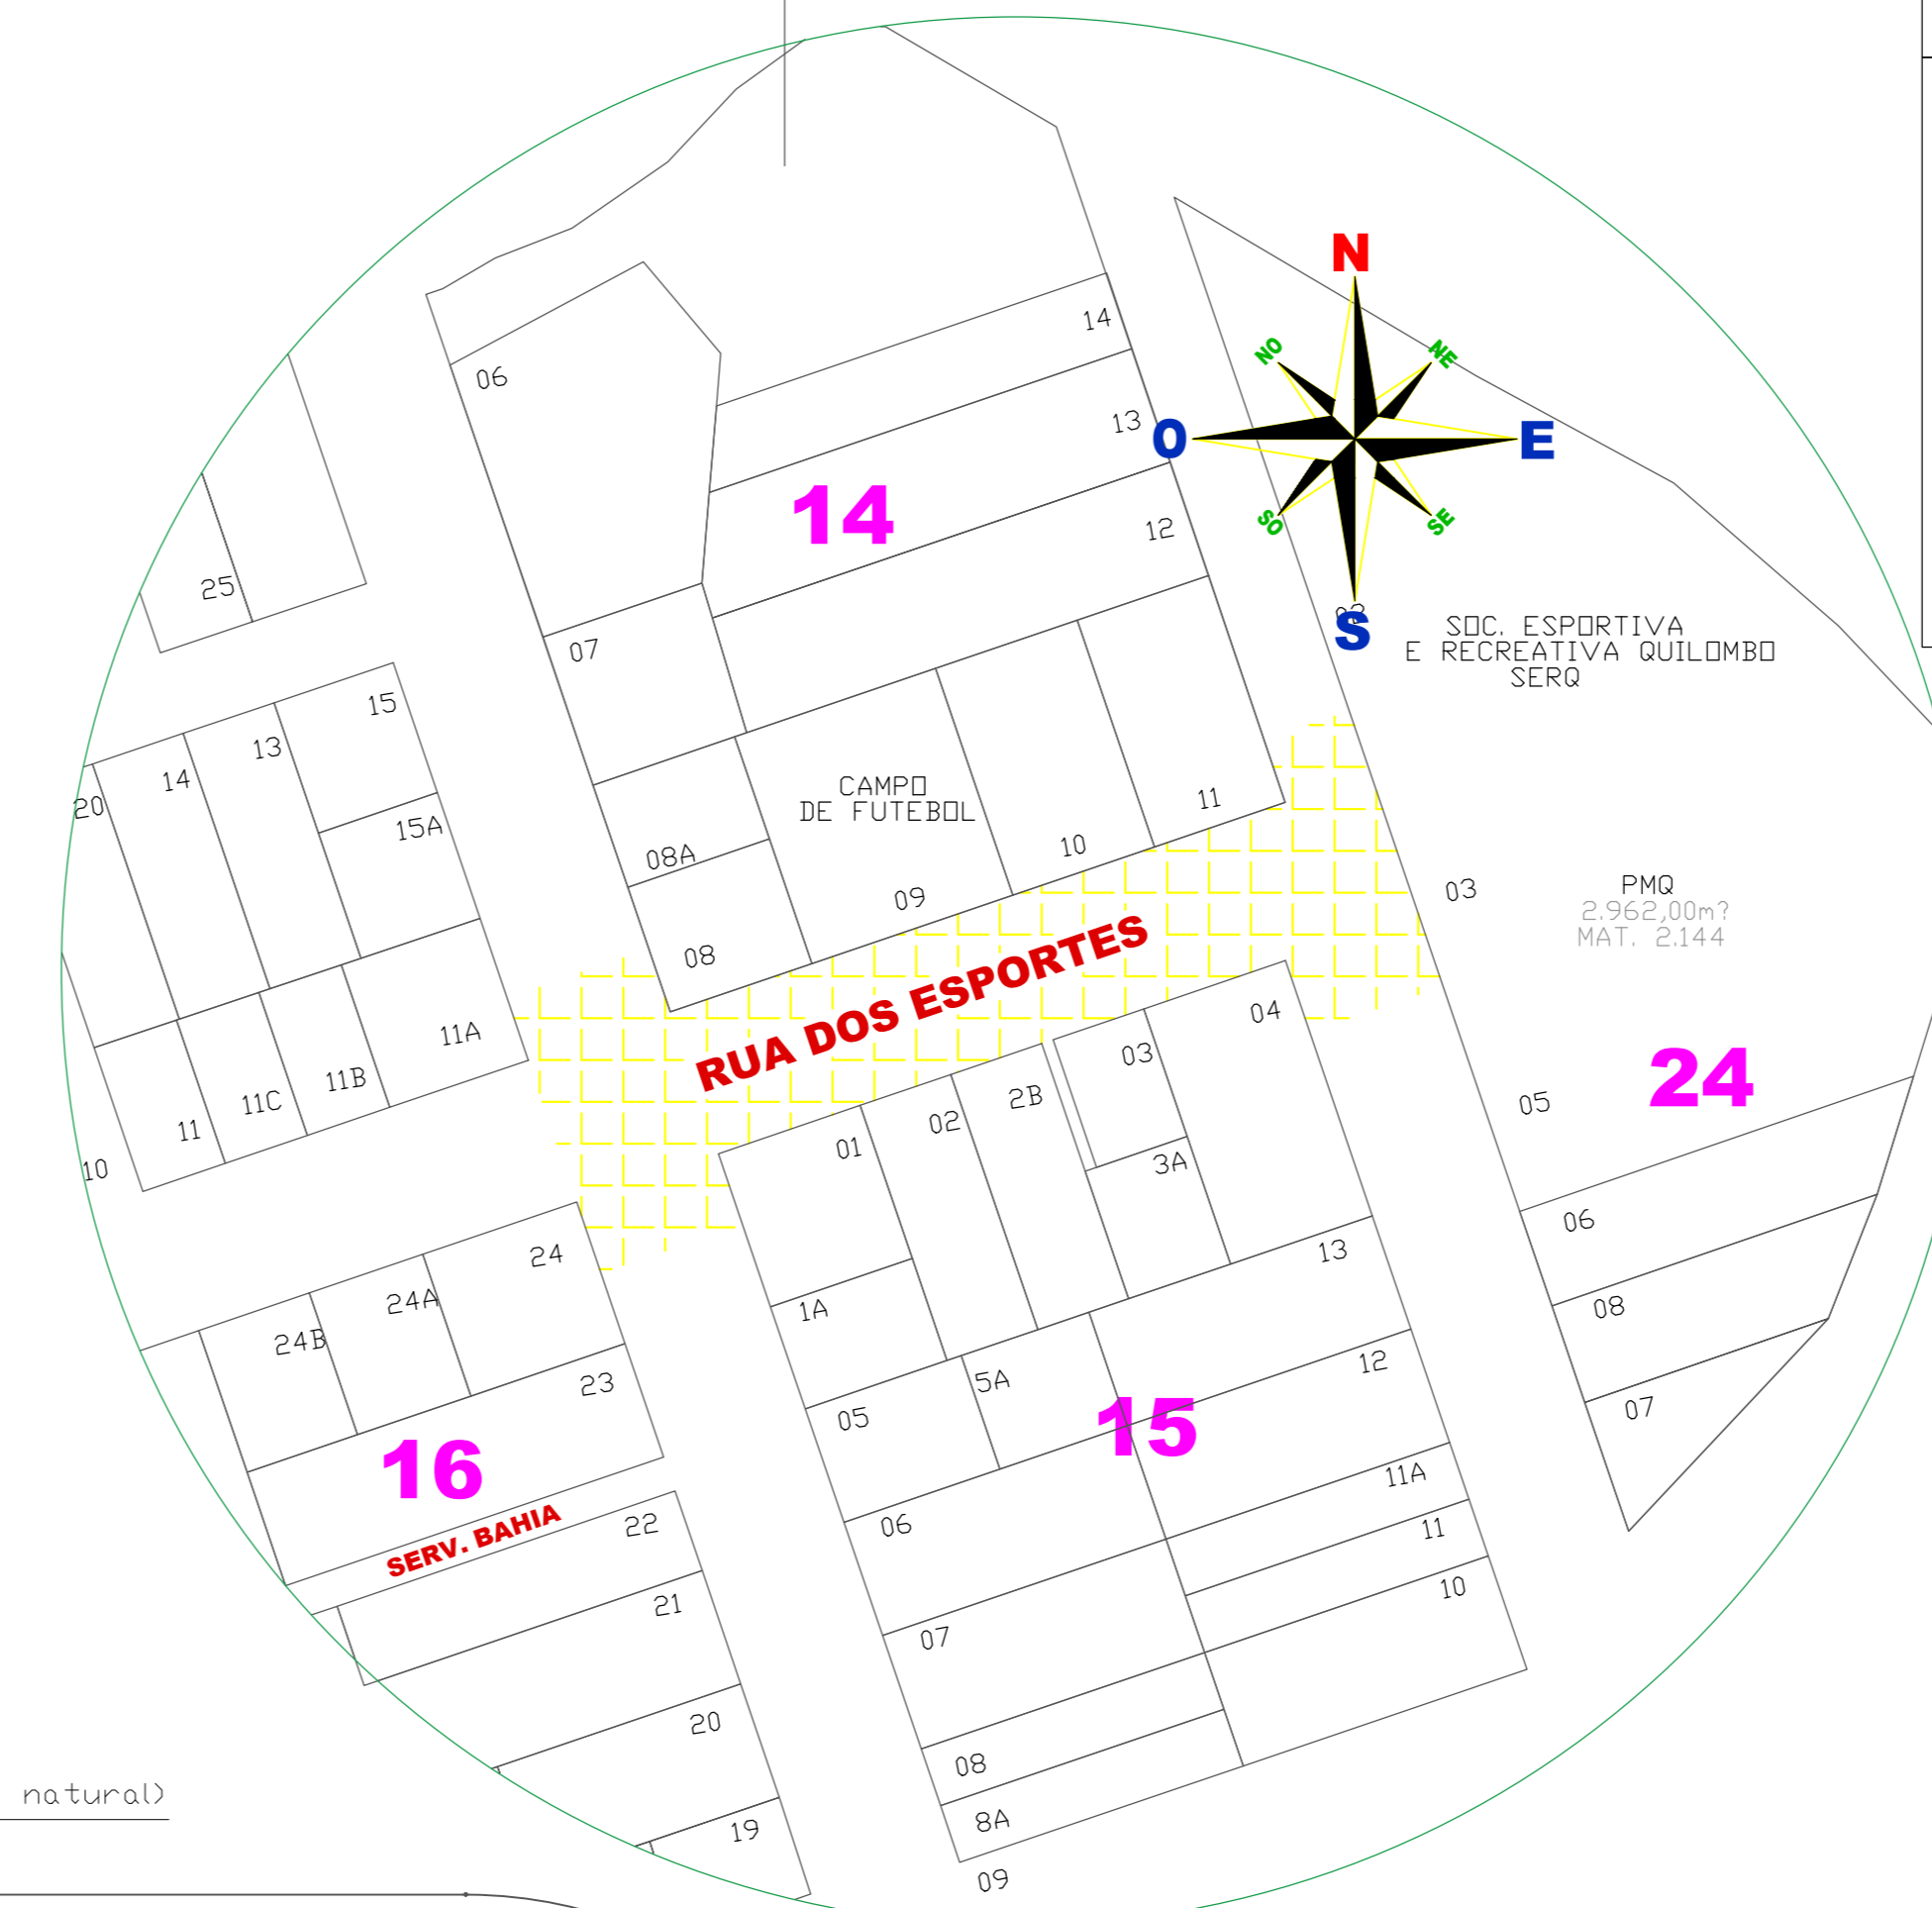 N
NO
NE
O
E
SO
SE
S
14
06
14
13
12
07
CAMPO
DE FUTEBOL
08A
08
09
10
11
SOC. ESPORTIVA
E RECREATIVA QUILOMBO
SERQ
03
PMQ
2.962,00m?
MAT. 2.144
24
05
06
08
07
25
20
14
13
15
15A
11A
11B
11C
11
10
RUA DOS ESPORTES
01
02
2B
03
04
3A
1A
13
05
5A
15
12
06
11A
11
07
10
08
8A
09
24
24A
24B
23
16
SERV. BAHIA
22
21
20
19
natural)